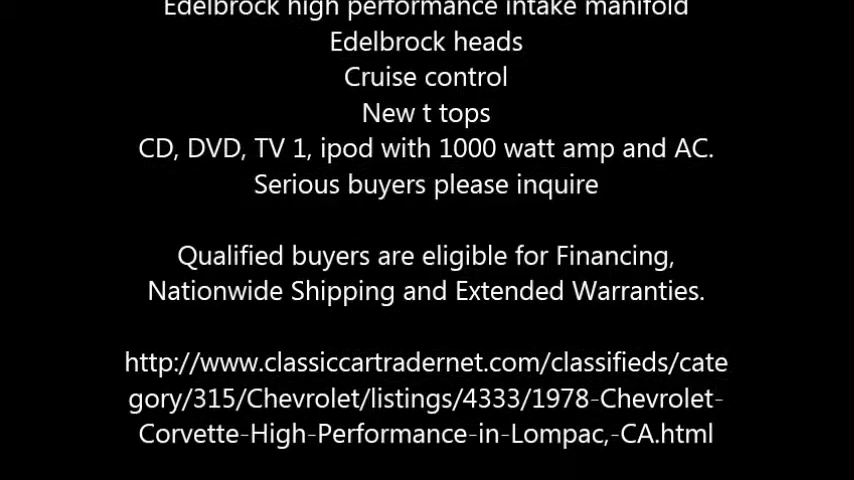 Edelbrock high performance intake manifold
Edelbrock heads
Cruise control
New t tops
CD, DVD, TV 1, ipod with 1000 watt amp and AC.
Serious buyers please inquire
Qualified buyers are eligible for Financing,
Nationwide Shipping and Extended Warranties.
http://www.classiccartradernet.com/classifieds/cate
gory/315/Chevrolet/listings/4333/1978-Chevrolet-
Corvette-High-Performance-in-Lompac,-CA.html